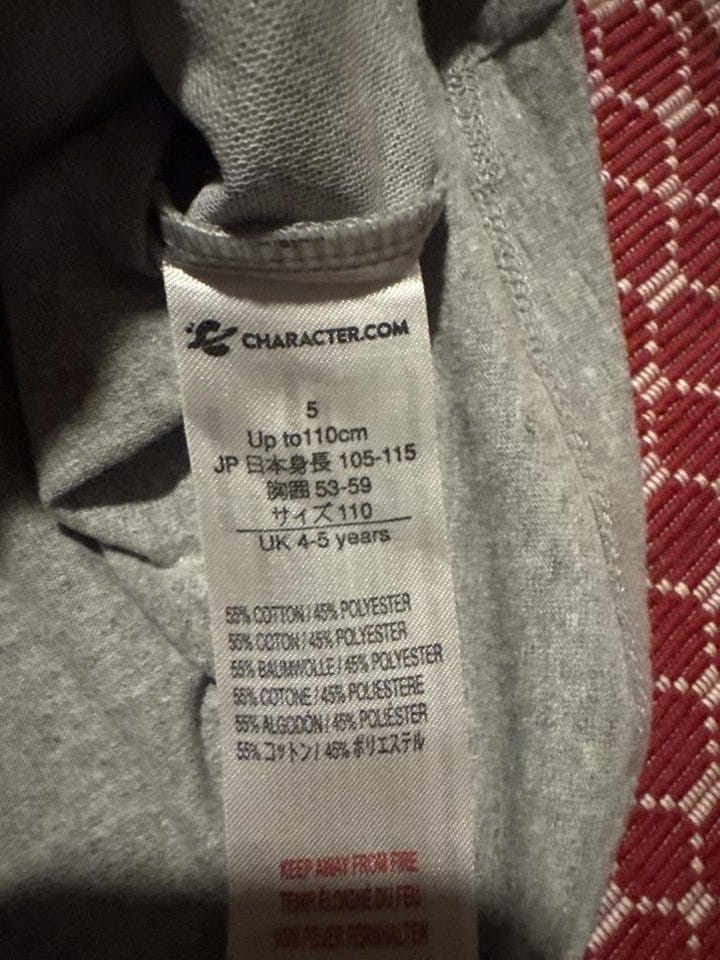 CHARACTER.COM
5
Up to110cm
JP 日本身長 105-115
胸囲 53-59
サイズ 110
UK 4-5 years
55% COTTON / 45% POLYESTER
55% COTON / 45% POLYESTER
55% BAUMWOLLE / 45% POLYESTER
55% COTONE / 45% POLIESTERE
55% ALGODÓN / 45% POLIÉSTER
55% コットン / 45% ポリエステル
KEEP AWAY FROM FIRE
TENIR ÉLOIGNÉ DU FEU
VON FEUER FERNHALTEN